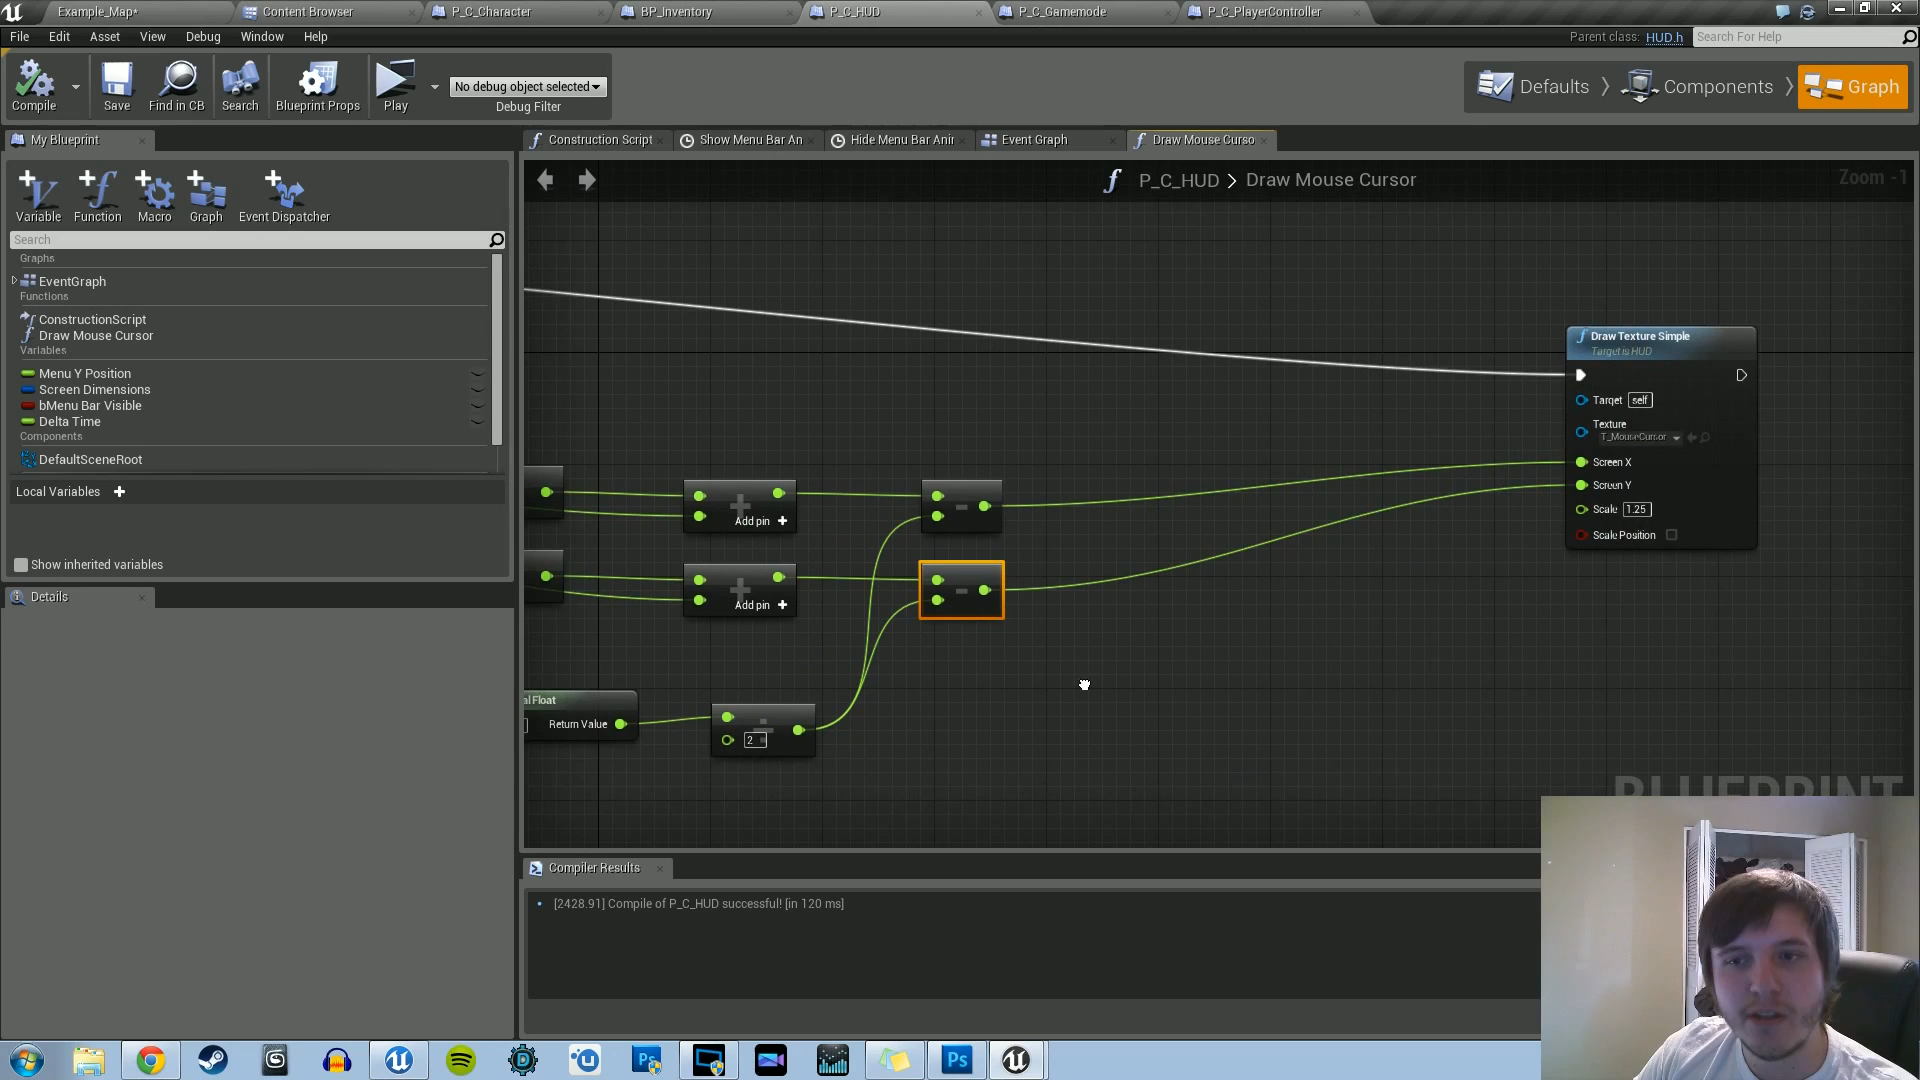 Example_Map*
Content Browser
P_C_Character
BP_Inventory
P_C_HUD
P_C_Gamemode
P_C_PlayerController
File Edit Asset View Debug Window Help
Parent class: HUD.h
Search For Help
Compile
Save
Find in CB
Search
Blueprint Props
Play
No debug object selected
Debug Filter
Defaults
Components
Graph
My Blueprint
Construction Script
Show Menu Bar An
Hide Menu Bar Anir
Event Graph
Draw Mouse Curso
Variable
Function
Macro
Graph
Event Dispatcher
P_C_HUD > Draw Mouse Cursor
Zoom -1
Search
Graphs
EventGraph
Functions
ConstructionScript
Draw Mouse Cursor
Variables
Menu Y Position
Screen Dimensions
bMenu Bar Visible
Delta Time
Components
DefaultSceneRoot
Local Variables
Show inherited variables
Details
Draw Texture Simple
Target is HUD
Target self
Texture
T_MouseCursor
Screen X
Screen Y
Scale 1.25
Scale Position
Add pin
Add pin
al Float
Return Value
2
BLUEPRINT
Compiler Results
[2428.91] Compile of P_C_HUD successful! [in 120 ms]
Ps
Ps